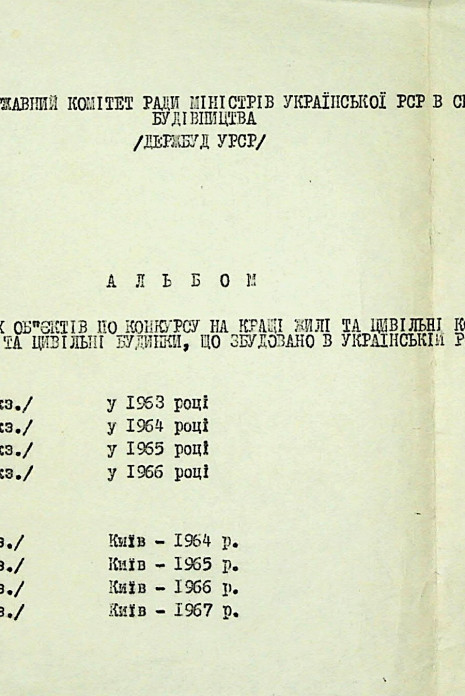 ЖАВНИЙ КОМІТЕТ РАДИ МІНІСТРІВ УКРАЇНСЬКОЇ РСР В С
БУДІВНИЦТВА
/ДЕРЖБУД УРСР/
А Л Ь Б О М
Х ОБ"ЄКТІВ ПО КОНКУРСУ НА КРАЩІ ЖИЛІ ТА ЦИВІЛЬНІ К
ТА ЦИВІЛЬНІ БУДИНКИ, ЩО ЗБУДОВАНО В УКРАЇНСЬКІЙ Р
кз./ у 1963 році
кз./ у 1964 році
кз./ у 1965 році
кз./ у 1966 році
з./ Київ - 1964 р.
з./ Київ - 1965 р.
з./ Київ - 1966 р.
з./ Київ - 1967 р.